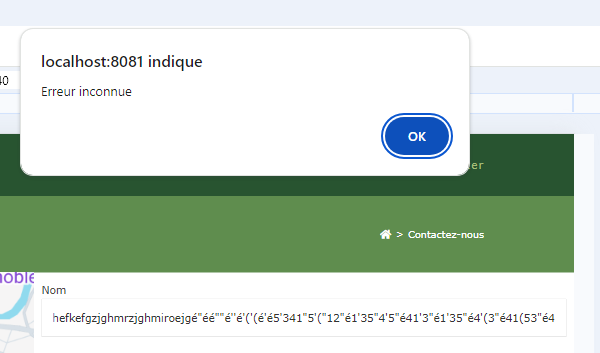 localhost:8081 indique
Erreur inconnue
40
OK
> Contactez-nous
Nom
hefkefgzjghmrzjghmiroejgé"éé""é"é'('(é'é5'341"5'("12"é1'35"4'5"é41'3"é1'35"é4'(3"é41(53"é4